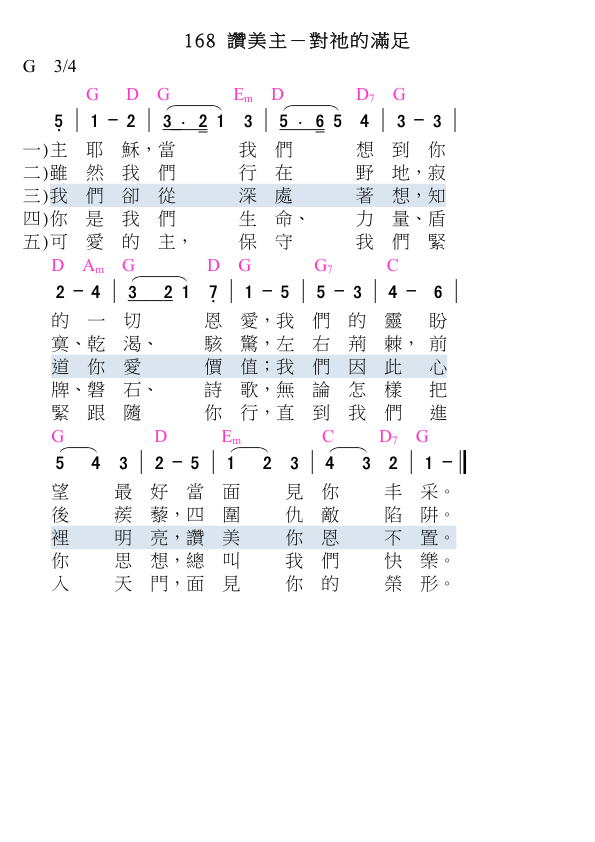 168 讚美主－對祂的滿足
G 3/4
G D G Em D D7 G
5 | 1 - 2 | 3 . 2 1 3 | 5 . 6 5 4 | 3 - 3 |
一)主 耶 穌，當 我 們 想 到 你
二)雖 然 我 們 行 在 野 地，寂
三)我 們 卻 從 深 處 著 想，知
四)你 是 我 們 生 命、 力 量、盾
五)可 愛 的 主， 保 守 我 們 緊
D Am G D G G7 C
2 - 4 | 3 2 1 7 | 1 - 5 | 5 - 3 | 4 - 6 |
的 一 切 恩 愛，我 們 的 靈 盼
寞、乾 渴、 駭 驚，左 右 荊 棘，前
道 你 愛 價 值；我 們 因 此 心
牌、磐 石、 詩 歌，無 論 怎 樣 把
緊 跟 隨 你 行，直 到 我 們 進
G D Em C D7 G
5 4 3 | 2 - 5 | 1 2 3 | 4 3 2 | 1 - ||
望 最 好 當 面 見 你 丰 采。
後 蒺 藜，四 圍 仇 敵 陷 阱。
裡 明 亮，讚 美 你 恩 不 置。
你 思 想，總 叫 我 們 快 樂。
入 天 門，面 見 你 的 榮 形。